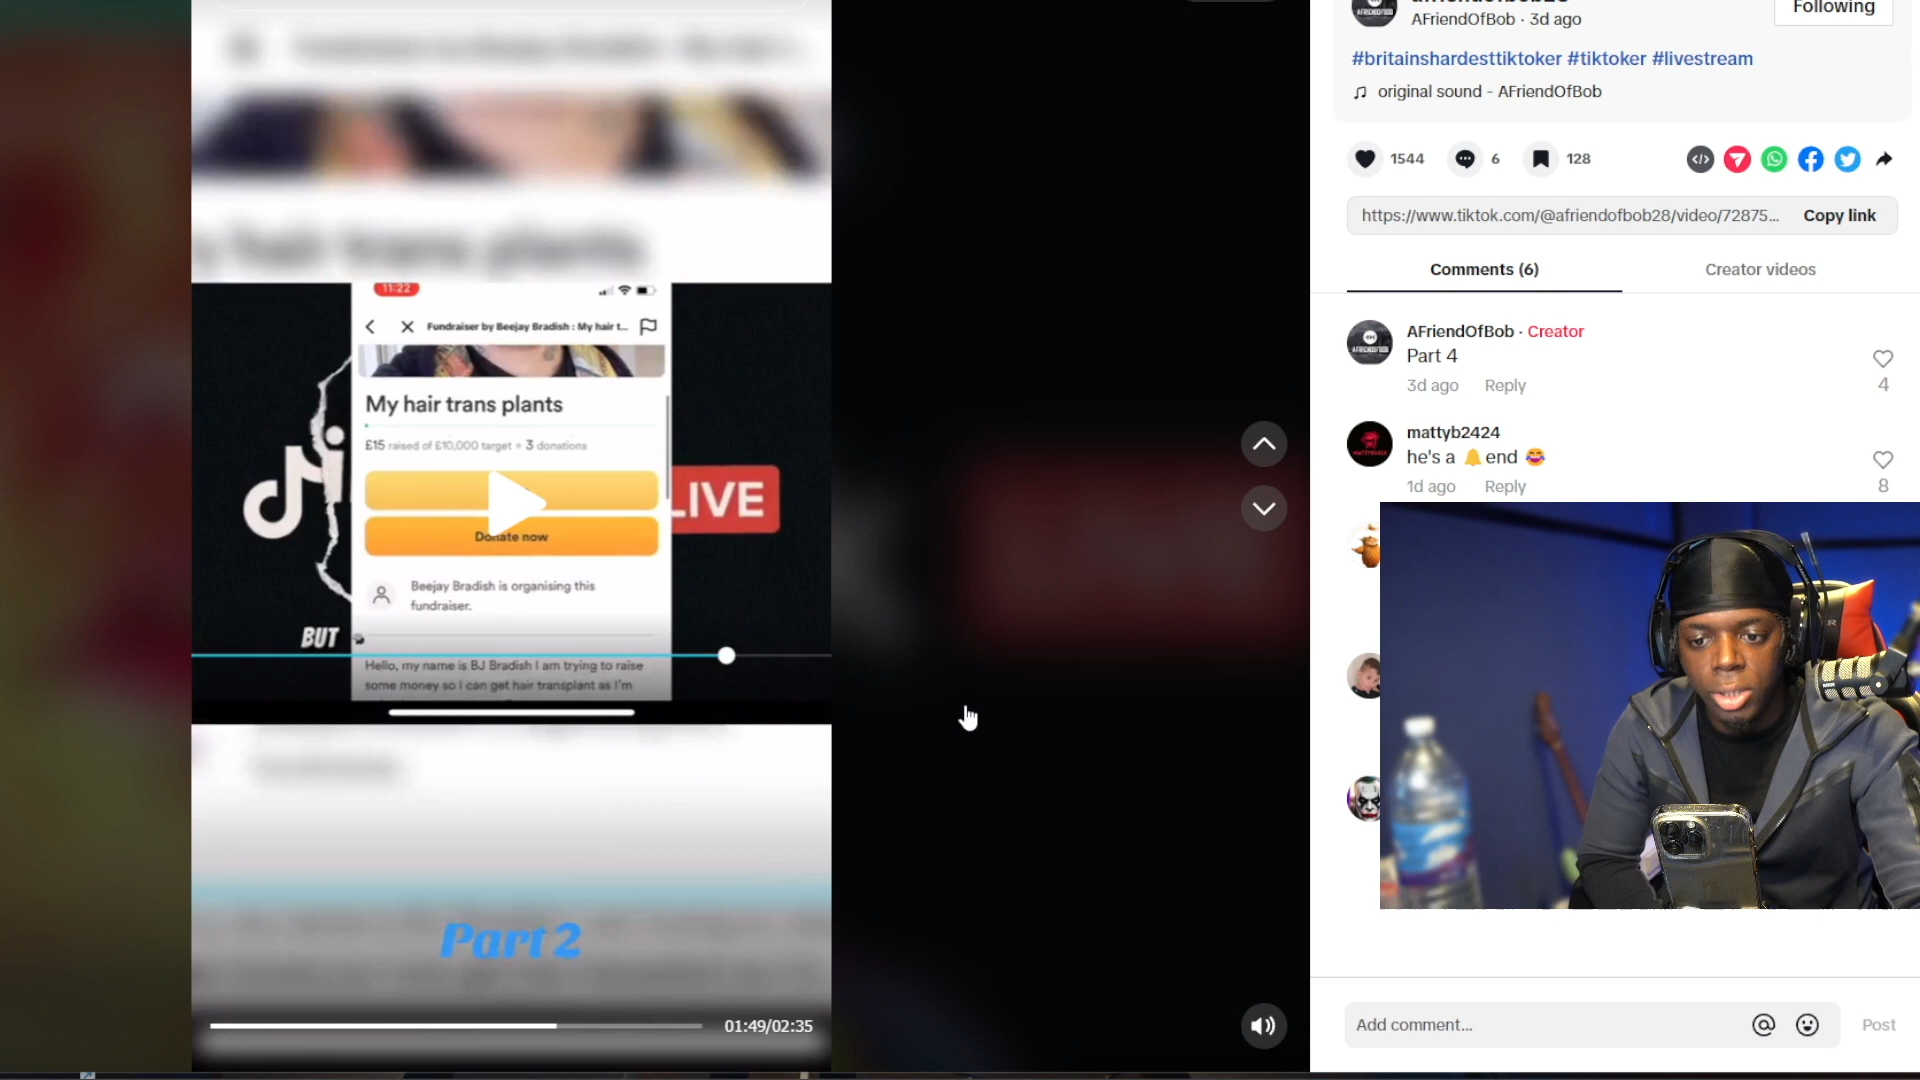 y hair trans plants
11:22
Fundraiser by Beejay Bradish : My hair t...
My hair trans plants
£15 raised of £10,000 target • 3 donations
LIVE
Donate now
Beejay Bradish is organising this
fundraiser.
BUT
Hello, my name is BJ Bradish I am trying to raise
some money so I can get hair transplant as I'm
Part 2
01:49/02:35
AFriendOfBob · 3d ago
Following
#britainshardesttiktoker #tiktoker #livestream
original sound - AFriendOfBob
1544
6
128
https://www.tiktok.com/@afriendofbob28/video/72875...
Copy link
Comments (6)
Creator videos
AFriendOfBob · Creator
Part 4
3d ago
Reply
4
mattyb2424
he's a 🔔end 😂
1d ago
Reply
8
Add comment...
Post